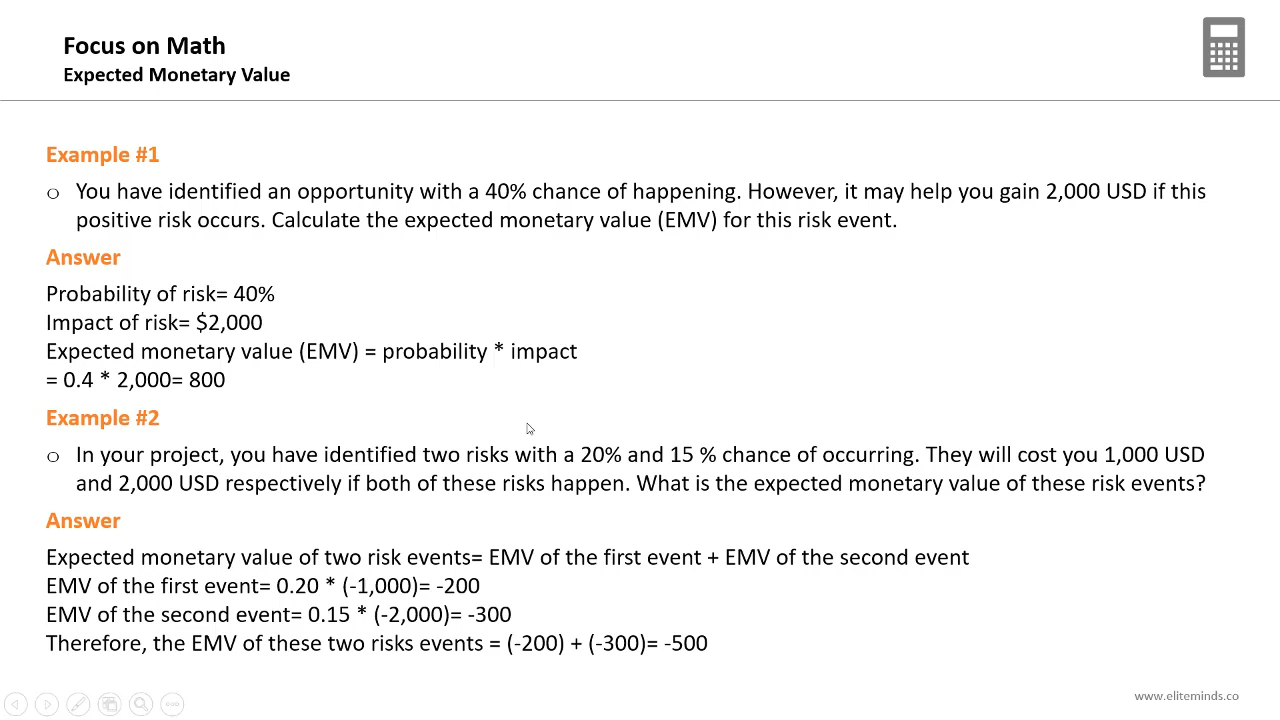 Focus on Math
Expected Monetary Value
Example #1
You have identified an opportunity with a 40% chance of happening. However, it may help you gain 2,000 USD if this
positive risk occurs. Calculate the expected monetary value (EMV) for this risk event.
Answer
Probability of risk= 40%
Impact of risk= $2,000
Expected monetary value (EMV) = probability * impact
= 0.4 * 2,000= 800
Example #2
In your project, you have identified two risks with a 20% and 15 % chance of occurring. They will cost you 1,000 USD
and 2,000 USD respectively if both of these risks happen. What is the expected monetary value of these risk events?
Answer
Expected monetary value of two risk events= EMV of the first event + EMV of the second event
EMV of the first event= 0.20 * (-1,000)= -200
EMV of the second event= 0.15 * (-2,000)= -300
Therefore, the EMV of these two risks events = (-200) + (-300)= -500
www.eliteminds.co